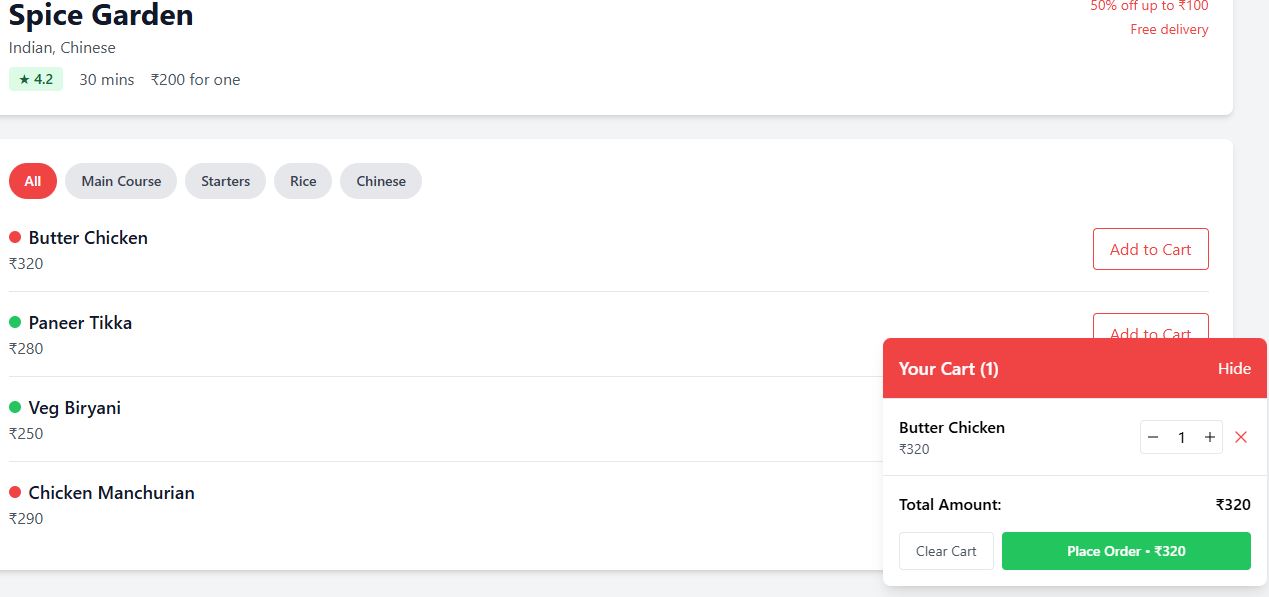 Spice Garden
50% off up to ₹100
Indian, Chinese
Free delivery
★ 4.2 30 mins ₹200 for one
All Main Course Starters Rice Chinese
Butter Chicken
₹320
Add to Cart
Paneer Tikka
₹280
Add to Cart
Veg Biryani
₹250
Chicken Manchurian
₹290
Your Cart (1) Hide
Butter Chicken
₹320
− 1 + ×
Total Amount: ₹320
Clear Cart Place Order • ₹320